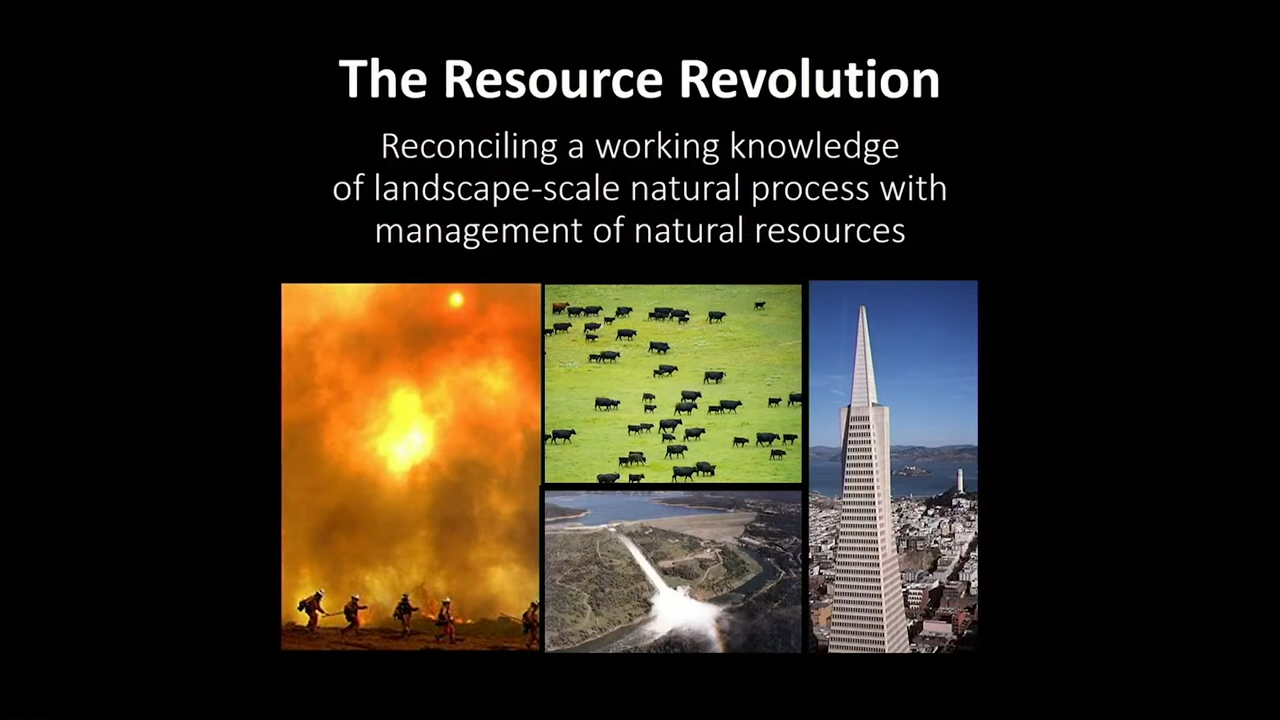 The Resource Revolution
Reconciling a working knowledge
of landscape-scale natural process with
management of natural resources